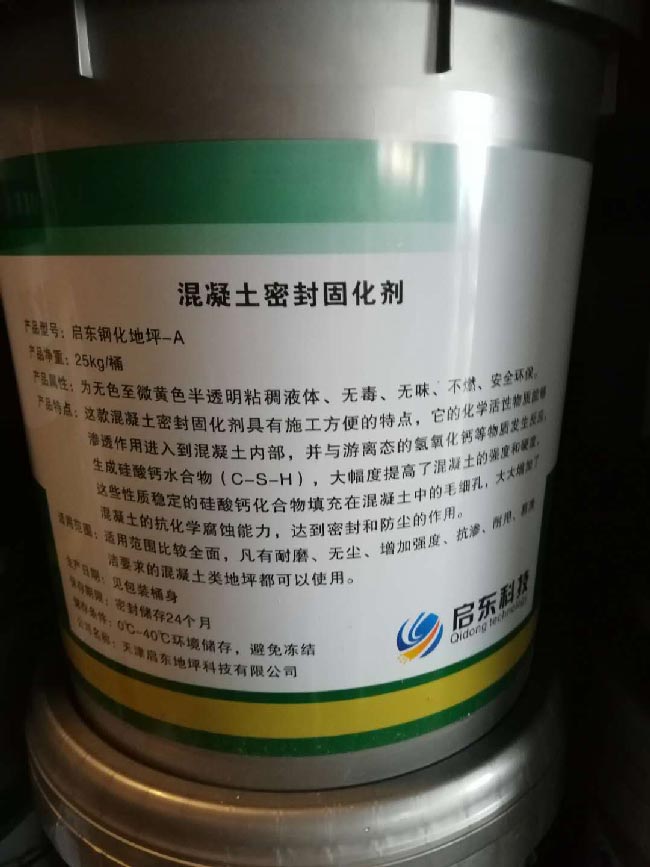 混凝土密封固化剂
产品型号：启东钢化地坪-A
产品净重：25kg/桶
产品属性：为无色至微黄色半透明粘稠液体、无毒、无味、不燃、安全环保。
产品特点：这款混凝土密封固化剂具有施工方便的特点，它的化学活性物质能够
渗透作用进入到混凝土内部，并与游离态的氢氧化钙等物质发生反应，
生成硅酸钙水合物（C-S-H），大幅度提高了混凝土的强度和硬度。
这些性质稳定的硅酸钙化合物填充在混凝土中的毛细孔，大大增加了
混凝土的抗化学腐蚀能力，达到密封和防尘的作用。
适用范围：适用范围比较全面，凡有耐磨、无尘、增加强度、抗渗、耐用、
洁要求的混凝土类地坪都可以使用。
生产日期：见包装桶身
保存期限：密封储存24个月
储存条件：0℃-40℃环境储存，避免冻结
公司名称：天津启东地坪科技有限公司
启东科技
Qidong technology